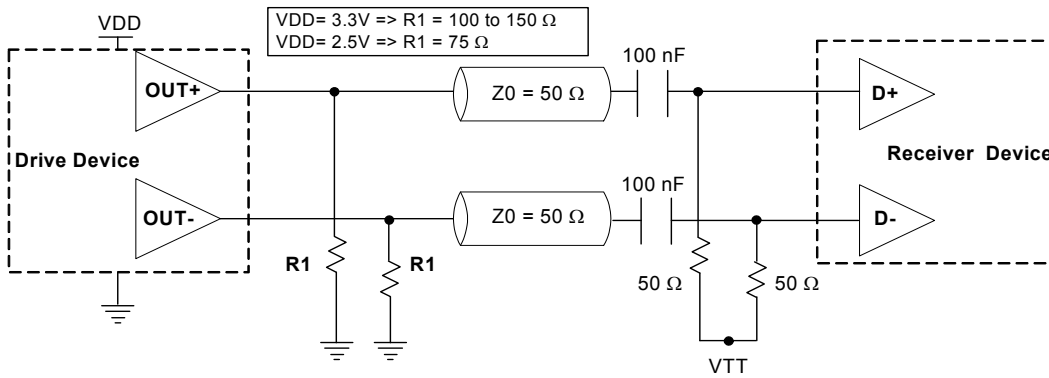 VDD
VDD= 3.3V => R1 = 100 to 150 Ω
VDD= 2.5V => R1 = 75 Ω
100 nF
OUT+
Z0 = 50 Ω
D+
Drive Device
Receiver Device
100 nF
OUT-
Z0 = 50 Ω
D-
R1
R1
50 Ω
50 Ω
VTT